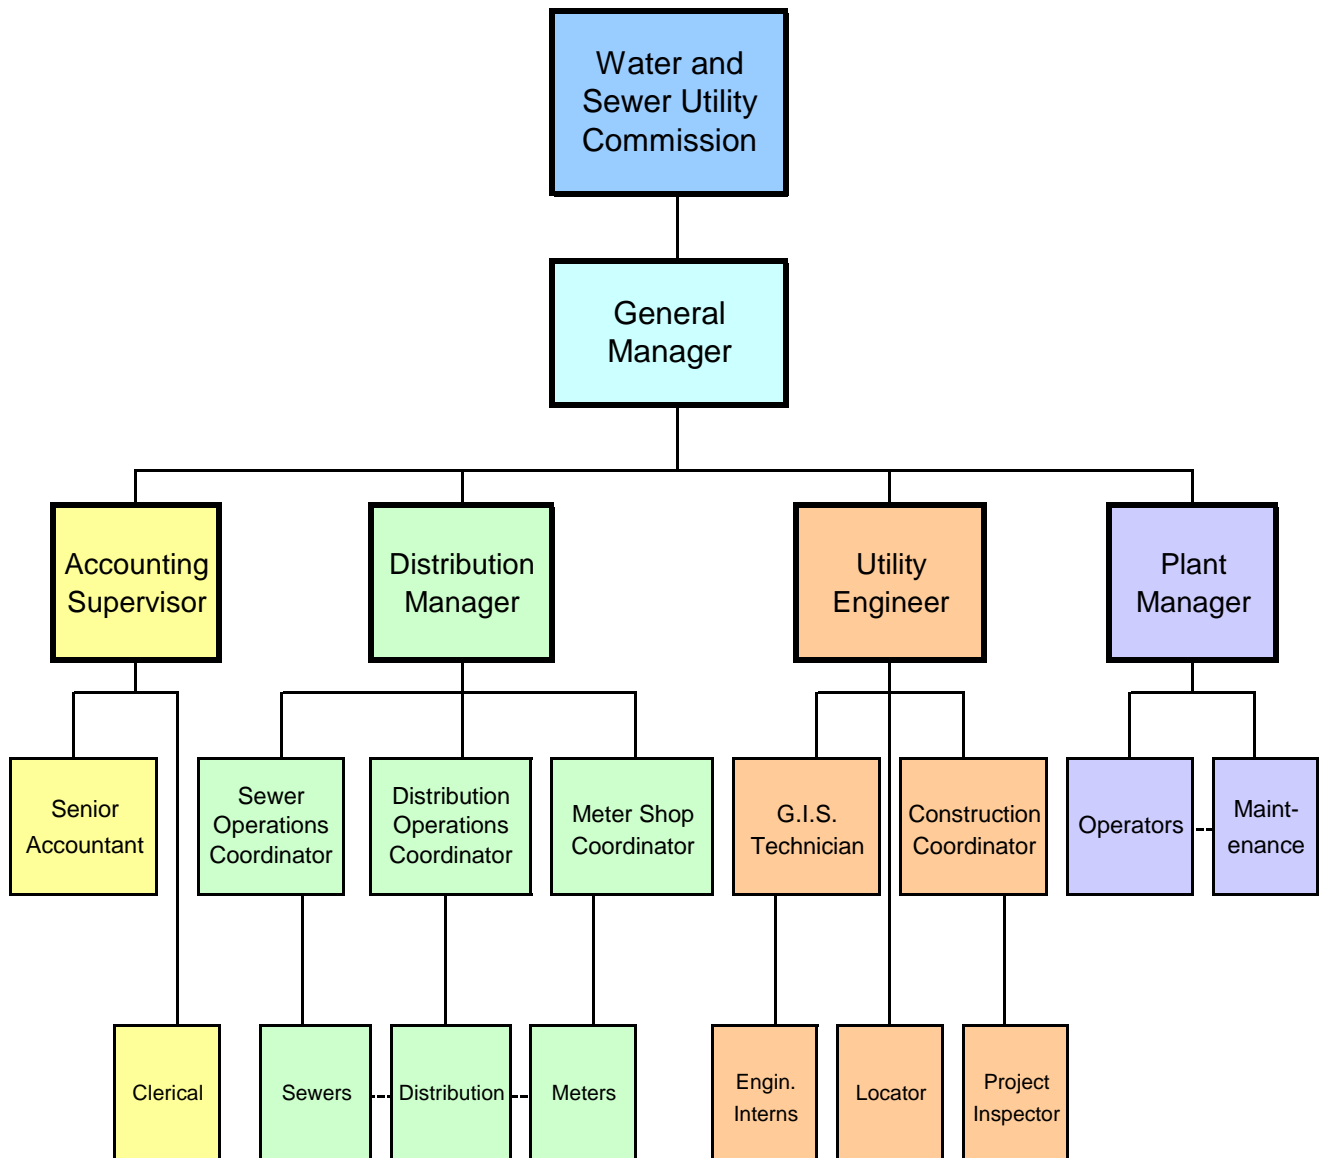 Water and
Sewer Utility
Commission
General
Manager
Accounting
Supervisor
Distribution
Manager
Utility
Engineer
Plant
Manager
Senior
Accountant
Sewer
Operations
Coordinator
Distribution
Operations
Coordinator
Meter Shop
Coordinator
G.I.S.
Technician
Construction
Coordinator
Operators
Maint-
enance
Clerical
Sewers
Distribution
Meters
Engin.
Interns
Locator
Project
Inspector